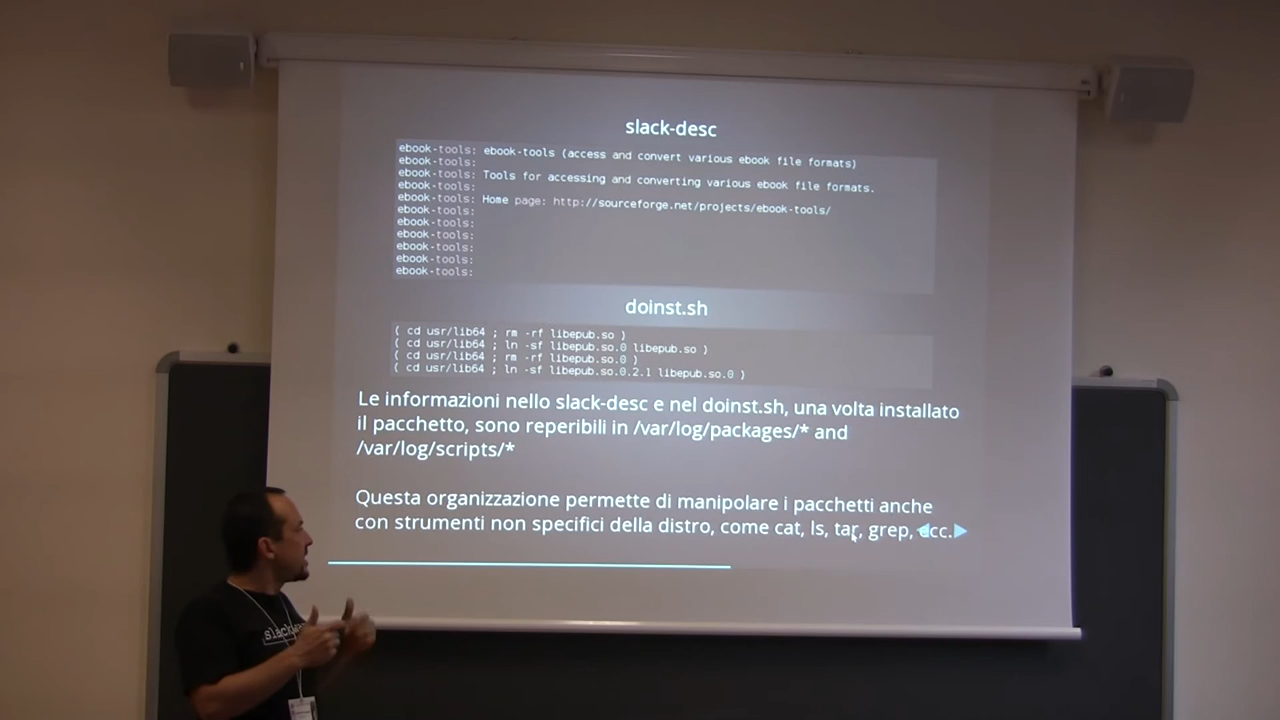 slack-desc
ebook-tools: ebook-tools (access and convert various ebook file formats)
ebook-tools:
ebook-tools: Tools for accessing and converting various ebook file formats.
ebook-tools:
ebook-tools: Home page: http://sourceforge.net/projects/ebook-tools/
ebook-tools:
ebook-tools:
ebook-tools:
ebook-tools:
ebook-tools:
ebook-tools:
doinst.sh
( cd usr/lib64 ; rm -rf libepub.so )
( cd usr/lib64 ; ln -sf libepub.so.0 libepub.so )
( cd usr/lib64 ; rm -rf libepub.so.0 )
( cd usr/lib64 ; ln -sf libepub.so.0.2.1 libepub.so.0 )
Le informazioni nello slack-desc e nel doinst.sh, una volta installato
il pacchetto, sono reperibili in /var/log/packages/* and
/var/log/scripts/*
Questa organizzazione permette di manipolare i pacchetti anche
con strumenti non specifici della distro, come cat, ls, tar, grep, ecc.